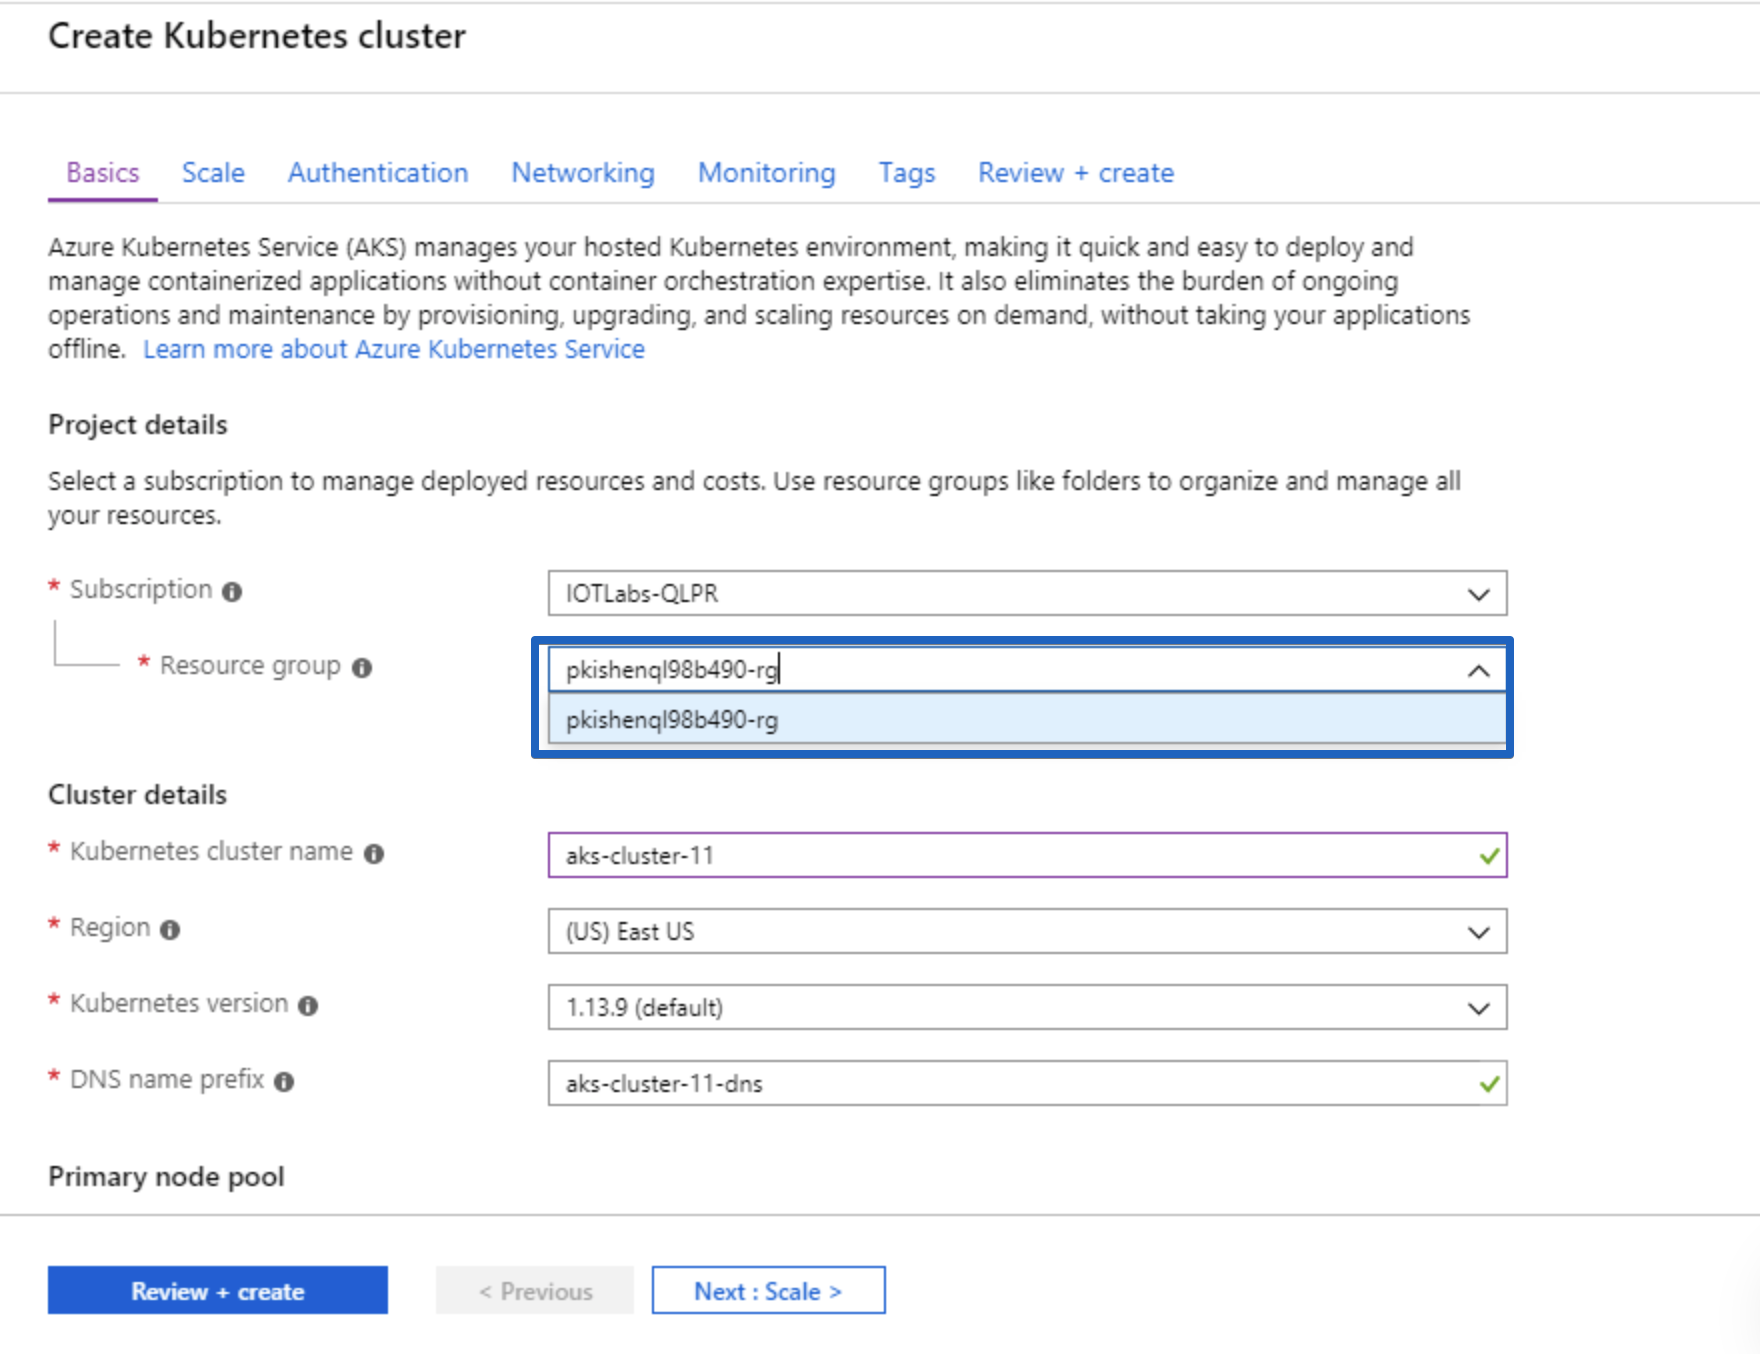 Create Kubernetes cluster
Basics Scale Authentication Networking Monitoring Tags Review + create
Azure Kubernetes Service (AKS) manages your hosted Kubernetes environment, making it quick and easy to deploy and
manage containerized applications without container orchestration expertise. It also eliminates the burden of ongoing
operations and maintenance by provisioning, upgrading, and scaling resources on demand, without taking your applications
offline. Learn more about Azure Kubernetes Service
Project details
Select a subscription to manage deployed resources and costs. Use resource groups like folders to organize and manage all
your resources.
* Subscription IOTLabs-QLPR
* Resource group pkishenql98b490-rg
pkishenql98b490-rg
Cluster details
* Kubernetes cluster name aks-cluster-11
* Region (US) East US
* Kubernetes version 1.13.9 (default)
* DNS name prefix aks-cluster-11-dns
Primary node pool
Review + create < Previous Next : Scale >